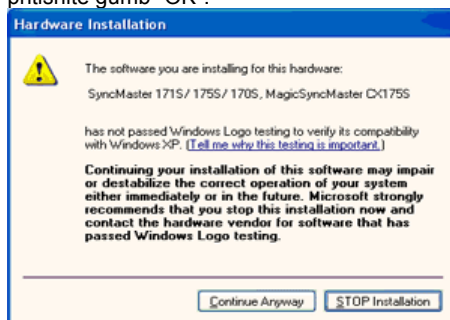 pritisnite gumb "OK".
Hardware Installation
The software you are installing for this hardware:
SyncMaster 171S/ 175S/ 170S, MagicSyncMaster CX175S
has not passed Windows Logo testing to verify its compatibility
with Windows XP. (Tell me why this testing is important.)
Continuing your installation of this software may impair
or destabilize the correct operation of your system
either immediately or in the future. Microsoft strongly
recommends that you stop this installation now and
contact the hardware vendor for software that has
passed Windows Logo testing.
Continue Anyway
STOP Installation